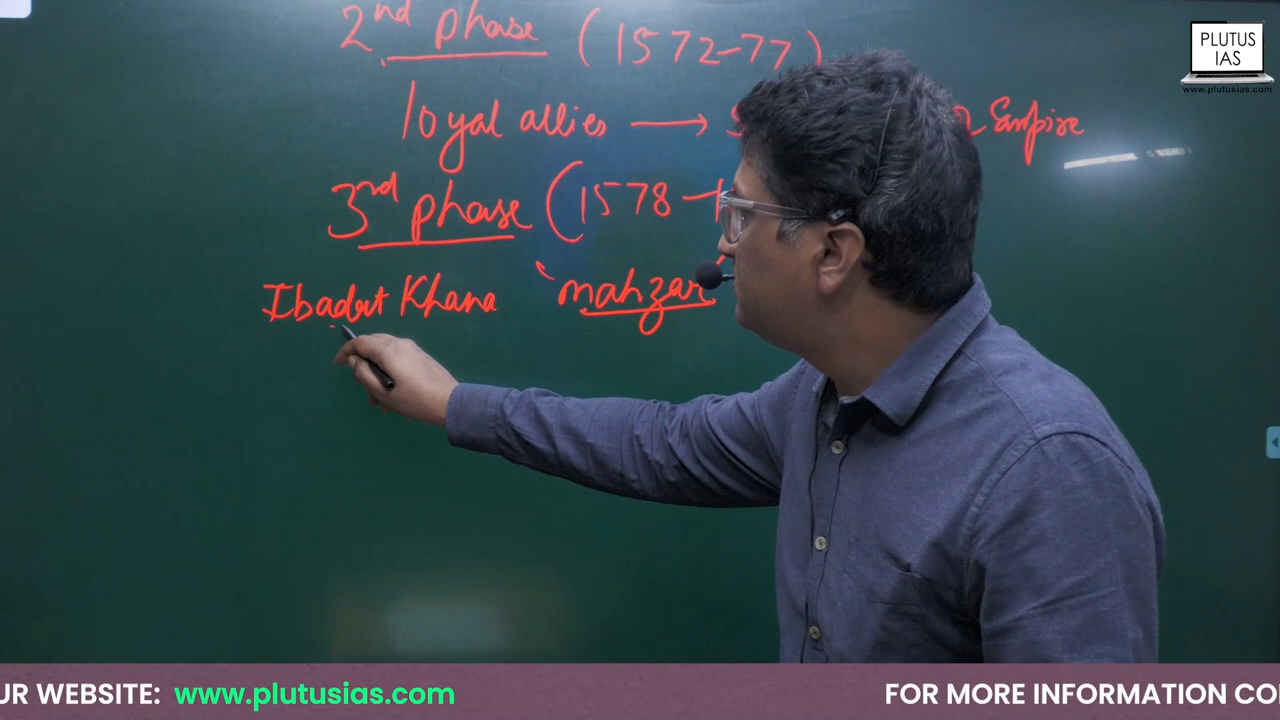 2nd phase (1572-77)
PLUTUS
IAS
www.plutusias.com
loyal allies → Empire
3rd phase (1578 -
Ibadat Khana "mahzar"
UR WEBSITE: www.plutusias.com FOR MORE INFORMATION CO